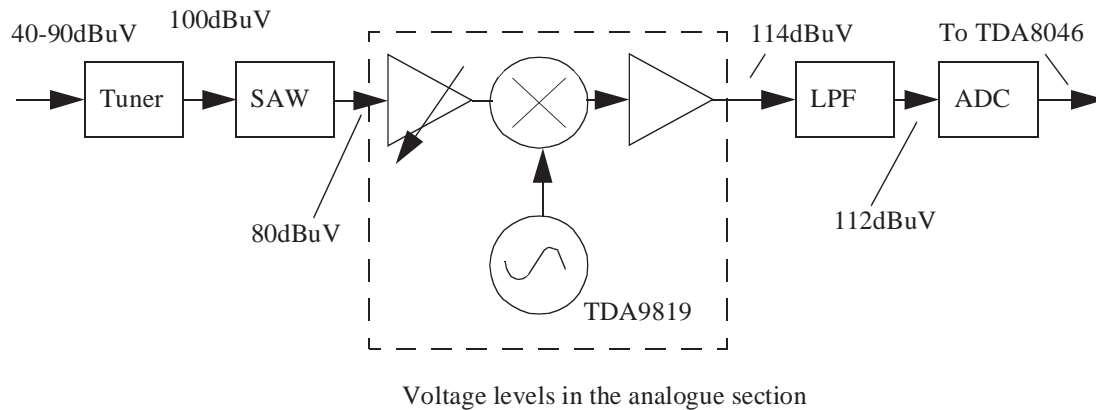 40-90dBuV
100dBuV
114dBuV
To TDA8046
Tuner
SAW
LPF
ADC
80dBuV
112dBuV
TDA9819
Voltage levels in the analogue section